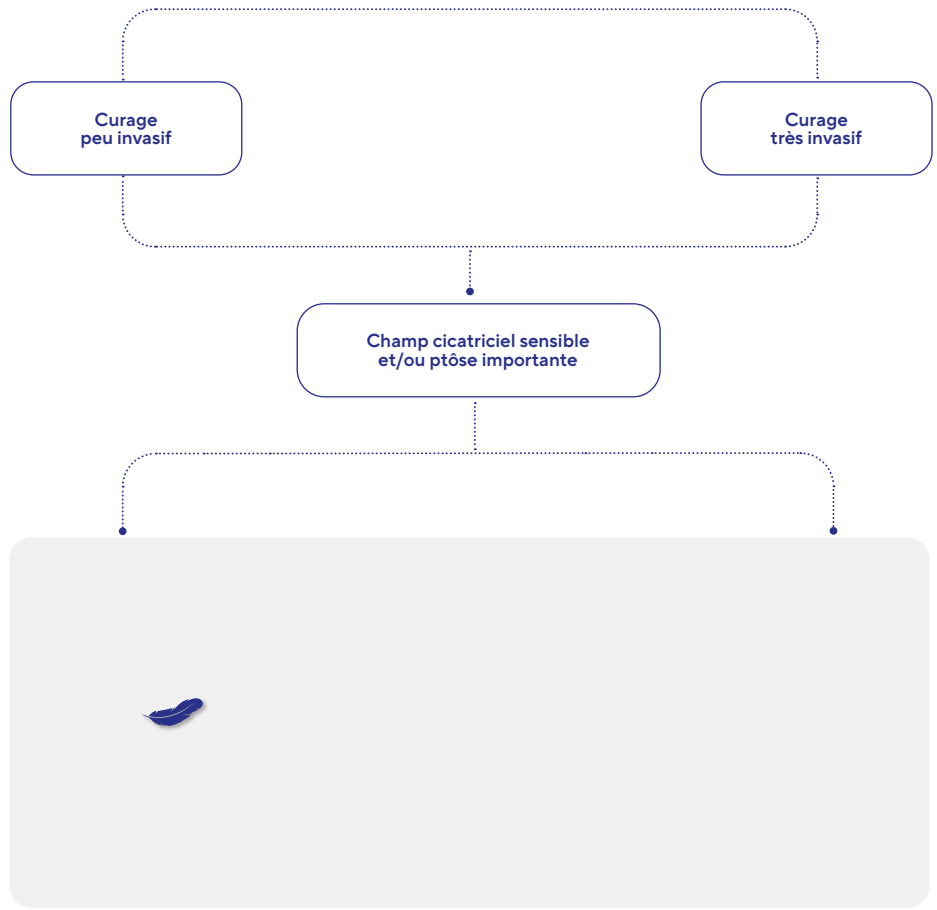 Curage
peu invasif
Curage
très invasif
Champ cicatriciel sensible
et/ou ptôse importante